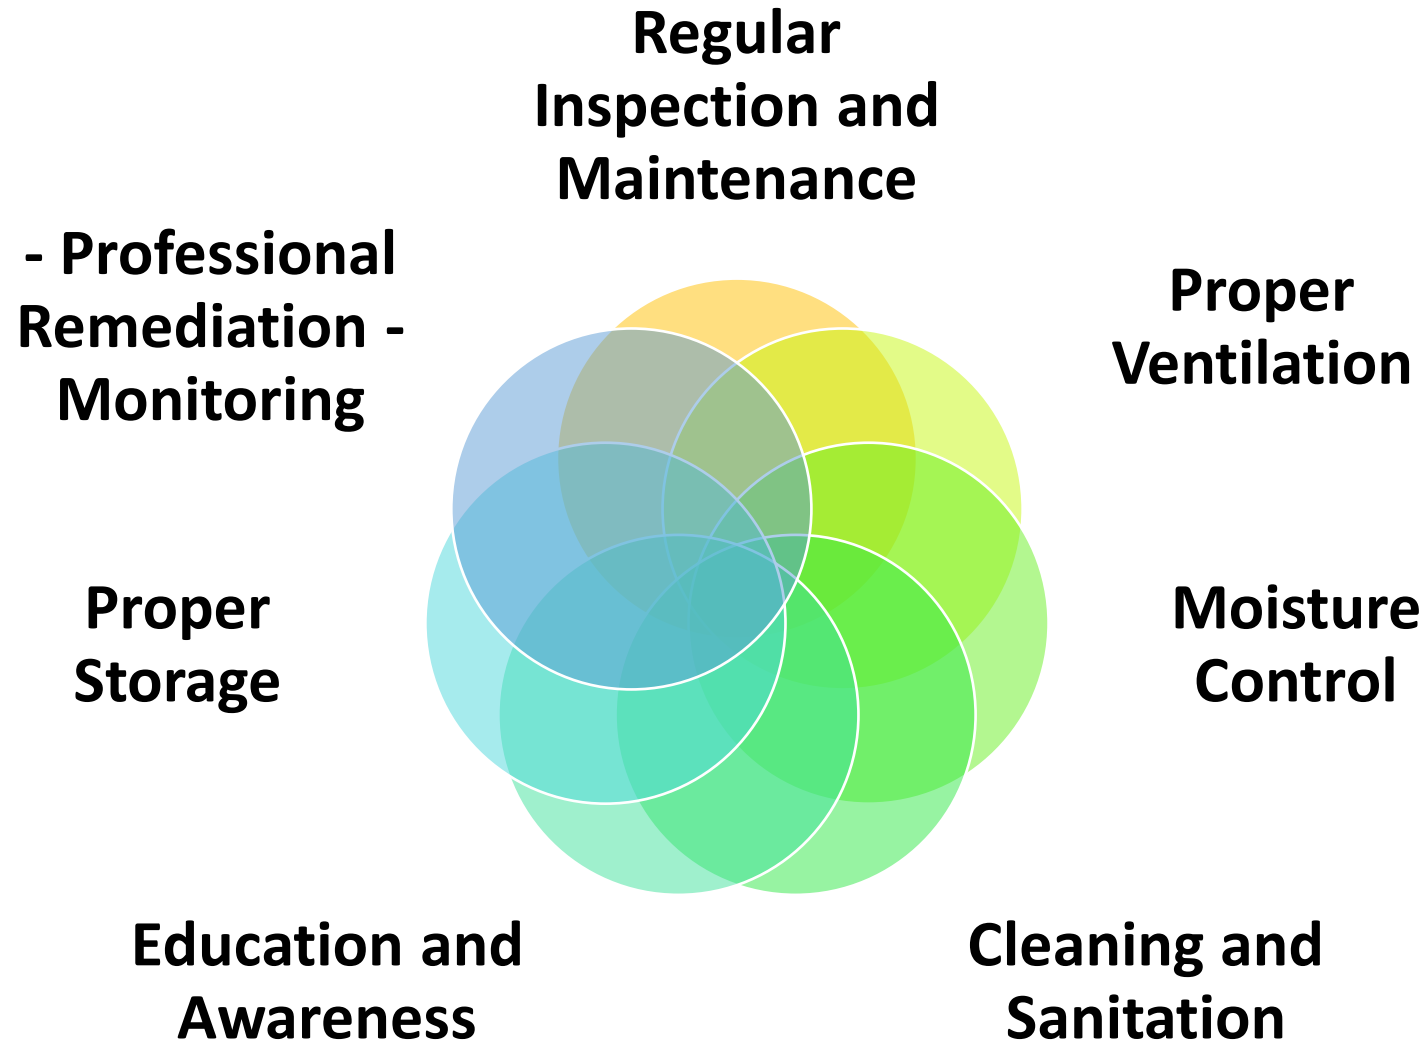 Regular
Inspection and
Maintenance
Proper
Ventilation
Moisture
Control
Cleaning and
Sanitation
Education and
Awareness
Proper
Storage
- Professional
Remediation -
Monitoring